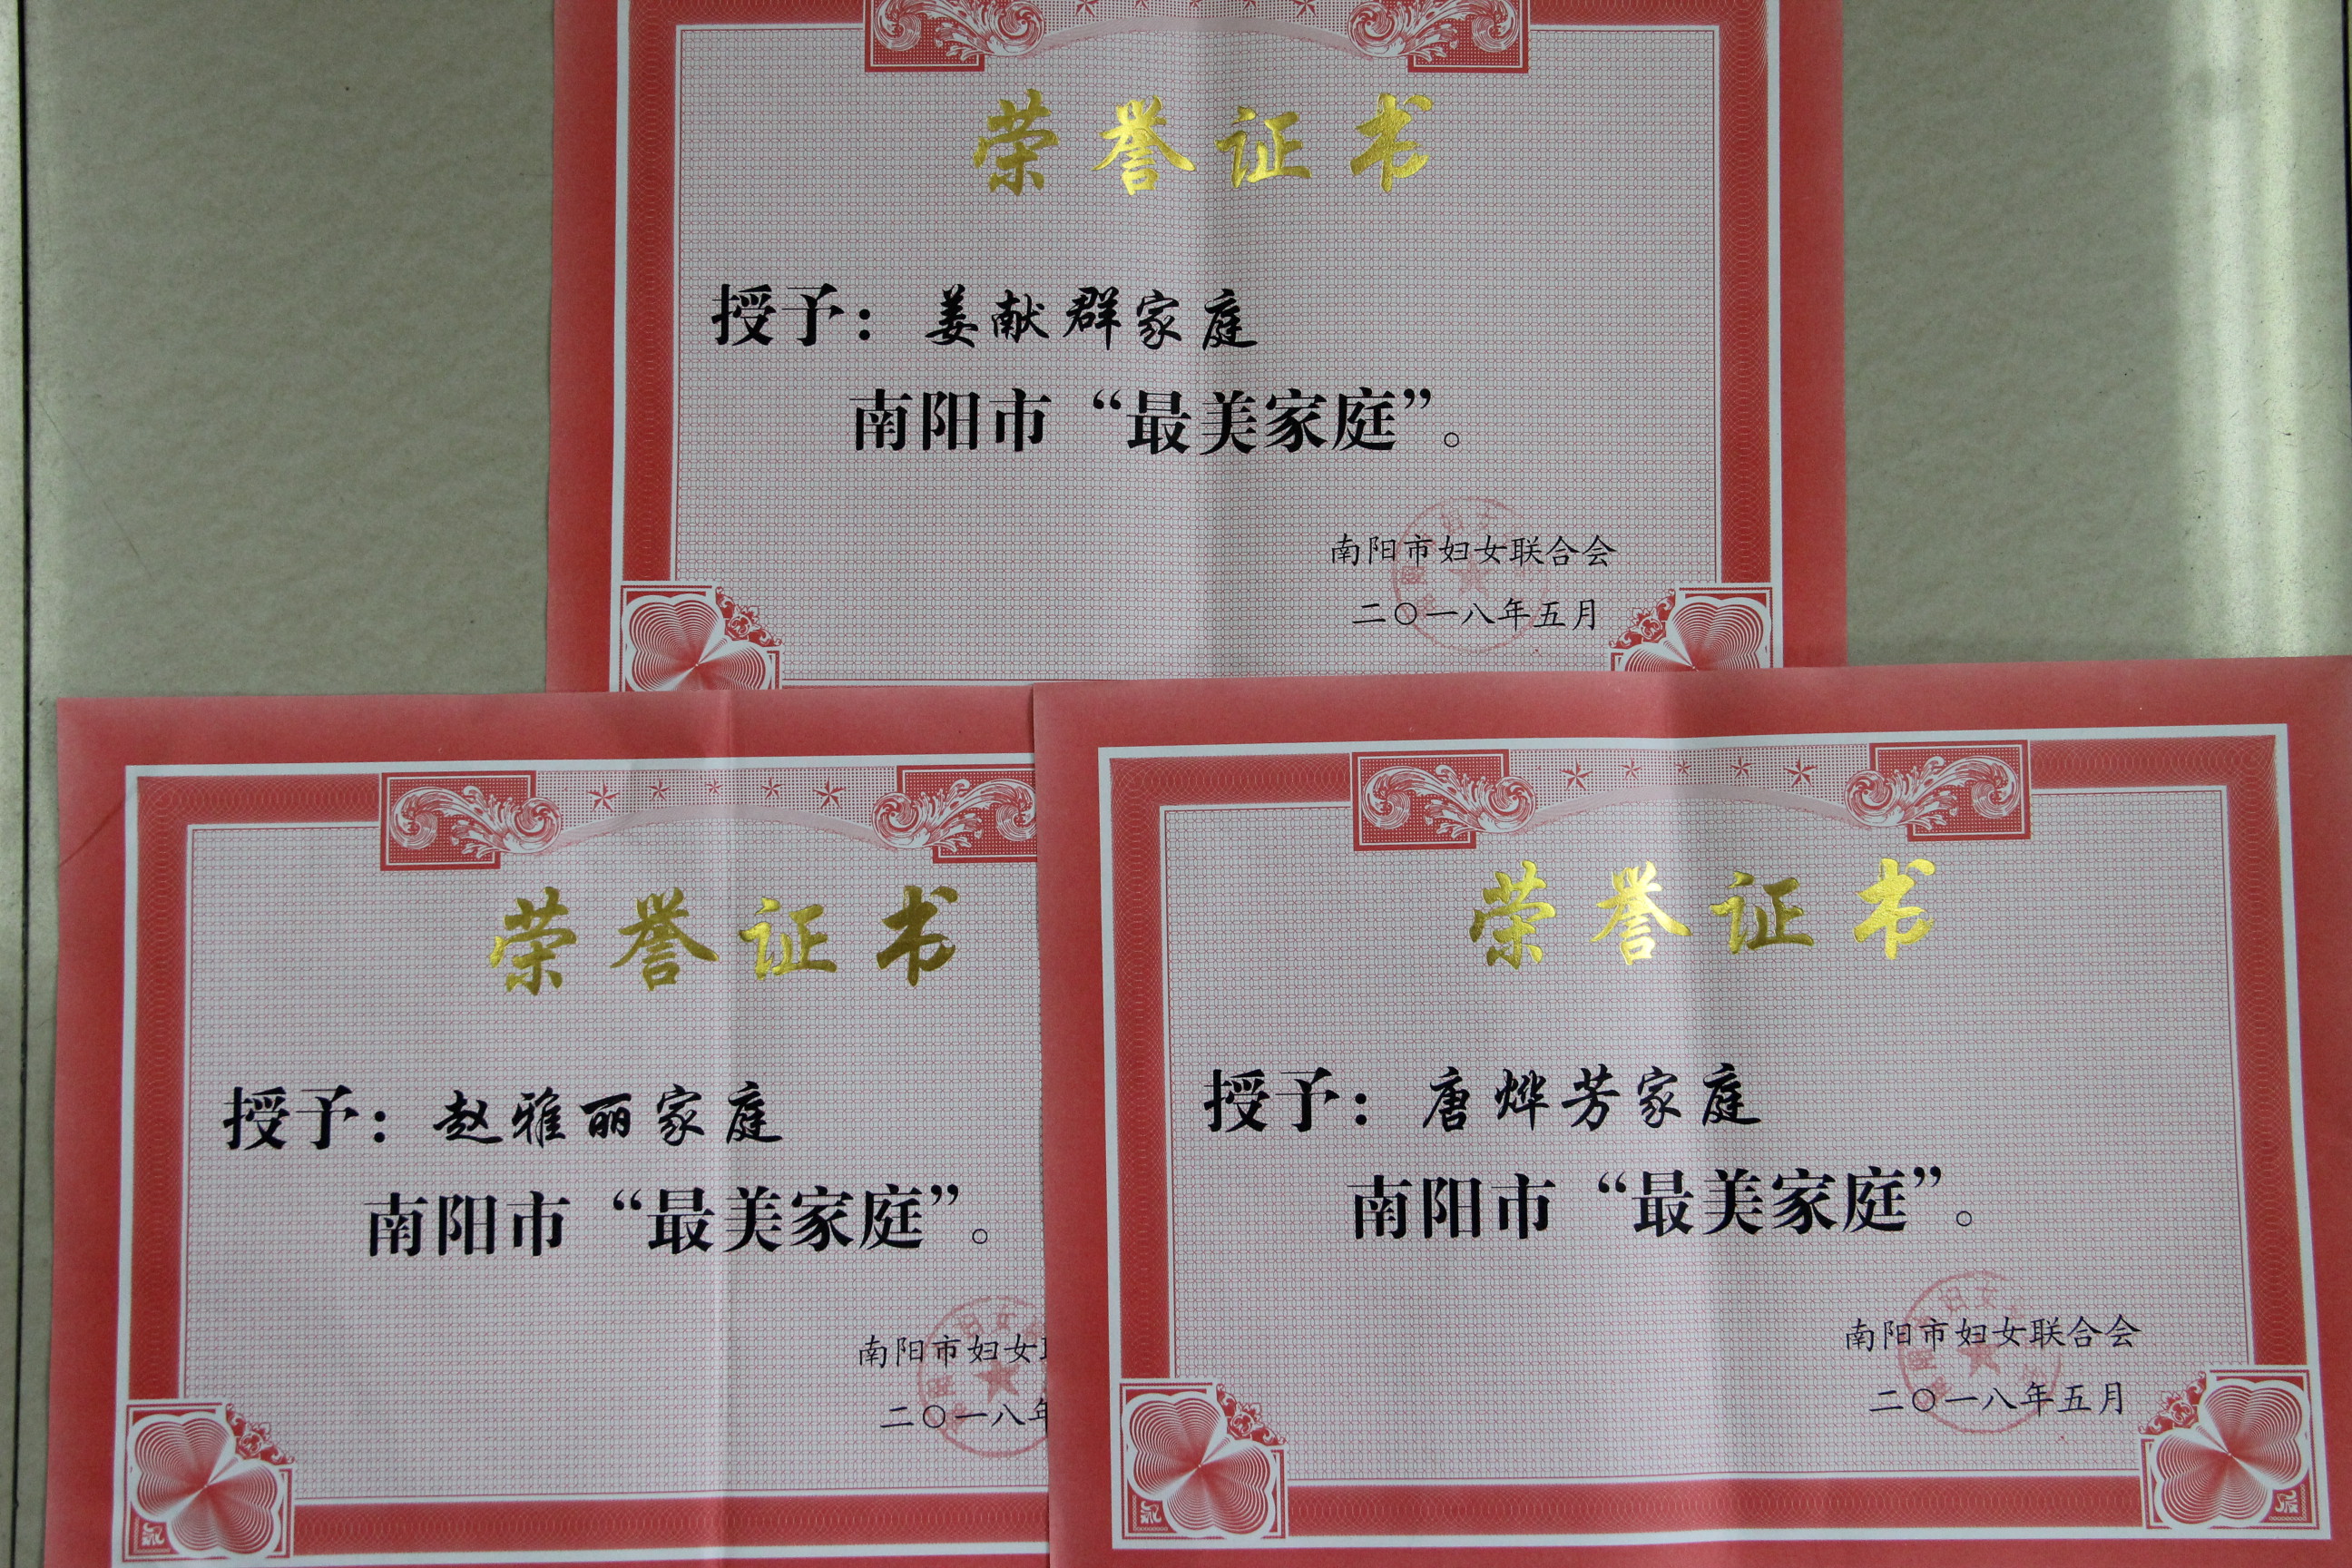 荣誉证书
授予：姜献群家庭
南阳市“最美家庭”。
南阳市妇女联合会
二〇一八年五月
荣誉证书
授予：赵雅丽家庭
南阳市“最美家庭”。
南阳市妇女
二〇一八年
荣誉证书
授予：唐烨芳家庭
南阳市“最美家庭”。
南阳市妇女联合会
二〇一八年五月